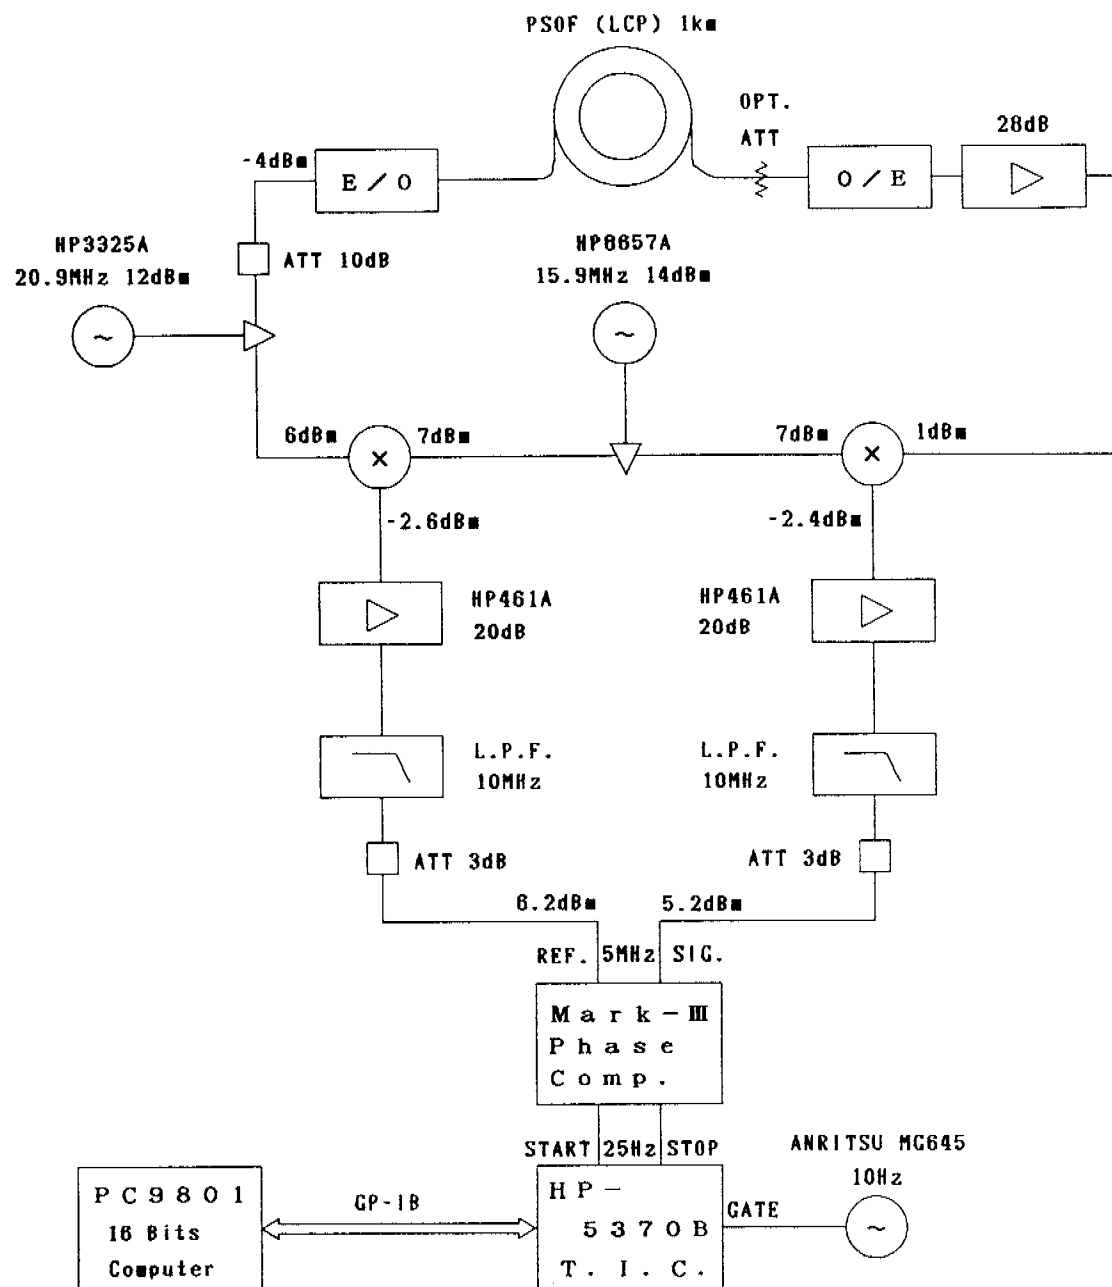 PSOF (LCP) 1km
OPT.
ATT
28dB
-4dBm
E/O
O/E
HP3325A
20.9MHz 12dBm
ATT 10dB
HP8657A
15.9MHz 14dBm
~
~
6dBm
×
7dBm
7dBm
×
1dBm
-2.6dBm
-2.4dBm
HP461A
20dB
HP461A
20dB
L.P.F.
10MHz
L.P.F.
10MHz
ATT 3dB
ATT 3dB
6.2dBm
5.2dBm
REF. 5MHz SIG.
Mark-III
Phase
Comp.
START 25Hz STOP
ANRITSU MG645
10Hz
PC9801
16 Bits
Computer
GP-IB
HP-
5370B
T.I.C.
GATE
~